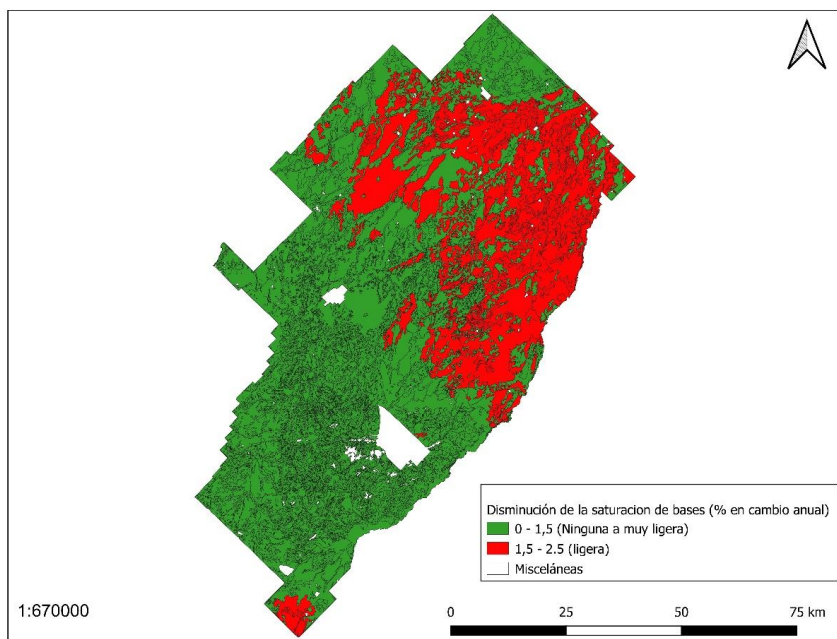 Disminución de la saturacion de bases (% en cambio anual)
0 - 1,5 (Ninguna a muy ligera)
1,5 - 2.5 (ligera)
Misceláneas
1:670000
0 25 50 75 km